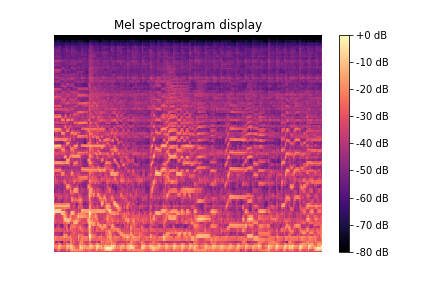 Mel spectrogram display
+0 dB
-10 dB
-20 dB
-30 dB
-40 dB
-50 dB
-60 dB
-70 dB
-80 dB